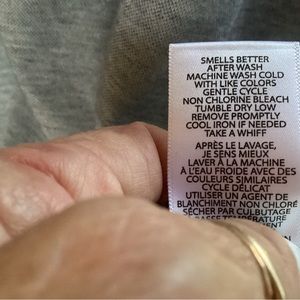 SMELLS BETTER
AFTER WASH
MACHINE WASH COLD
WITH LIKE COLORS
GENTLE CYCLE
NON CHLORINE BLEACH
TUMBLE DRY LOW
REMOVE PROMPTLY
COOL IRON IF NEEDED
TAKE A WHIFF
APRÈS LE LAVAGE,
JE SENS MIEUX
LAVER À LA MACHINE
À L'EAU FROIDE AVEC DES
COULEURS SIMILAIRES
CYCLE DÉLICAT
UTILISER UN AGENT DE
BLANCHIMENT NON CHLORÉ
SÉCHER PAR CULBUTAGE
À BASSE TEMPÉRATURE